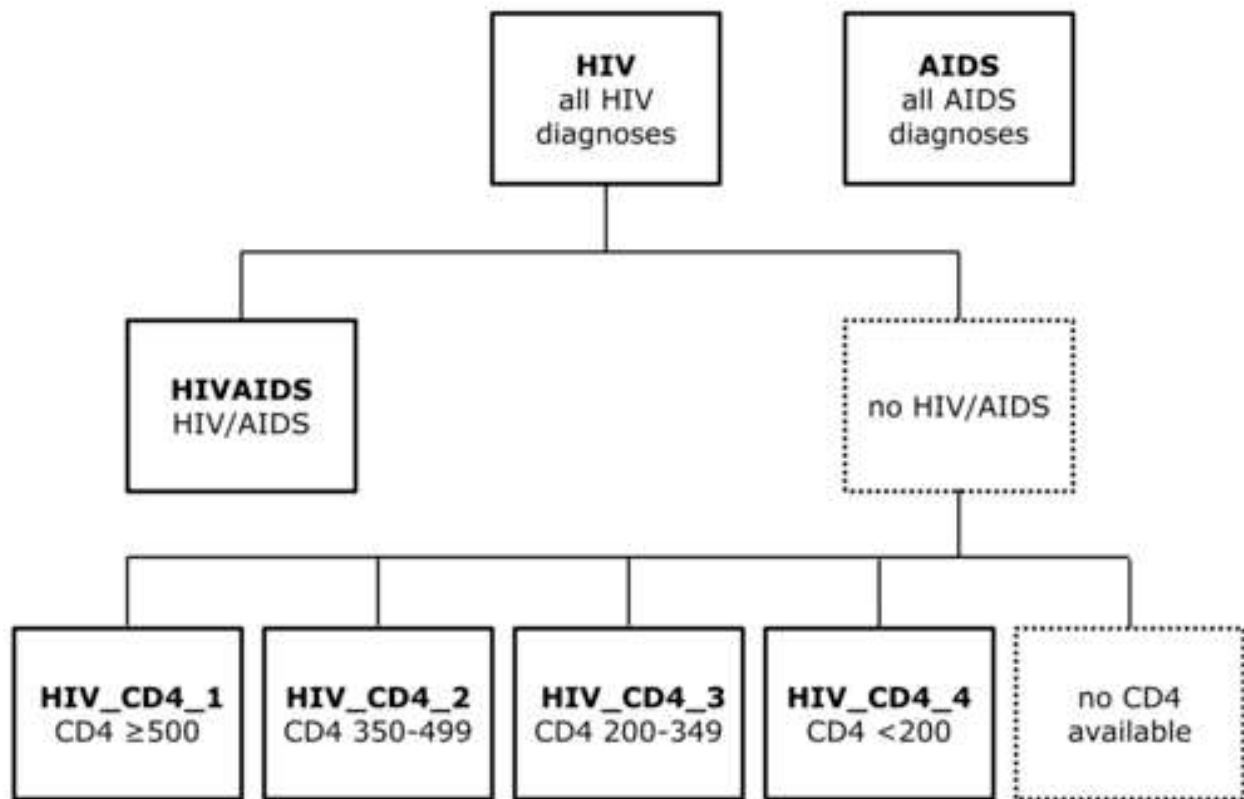 HIV
all HIV
diagnoses
AIDS
all AIDS
diagnoses
HIVAIDS
HIV/AIDS
no HIV/AIDS
HIV_CD4_1
CD4 ≥500
HIV_CD4_2
CD4 350-499
HIV_CD4_3
CD4 200-349
HIV_CD4_4
CD4 <200
no CD4
available